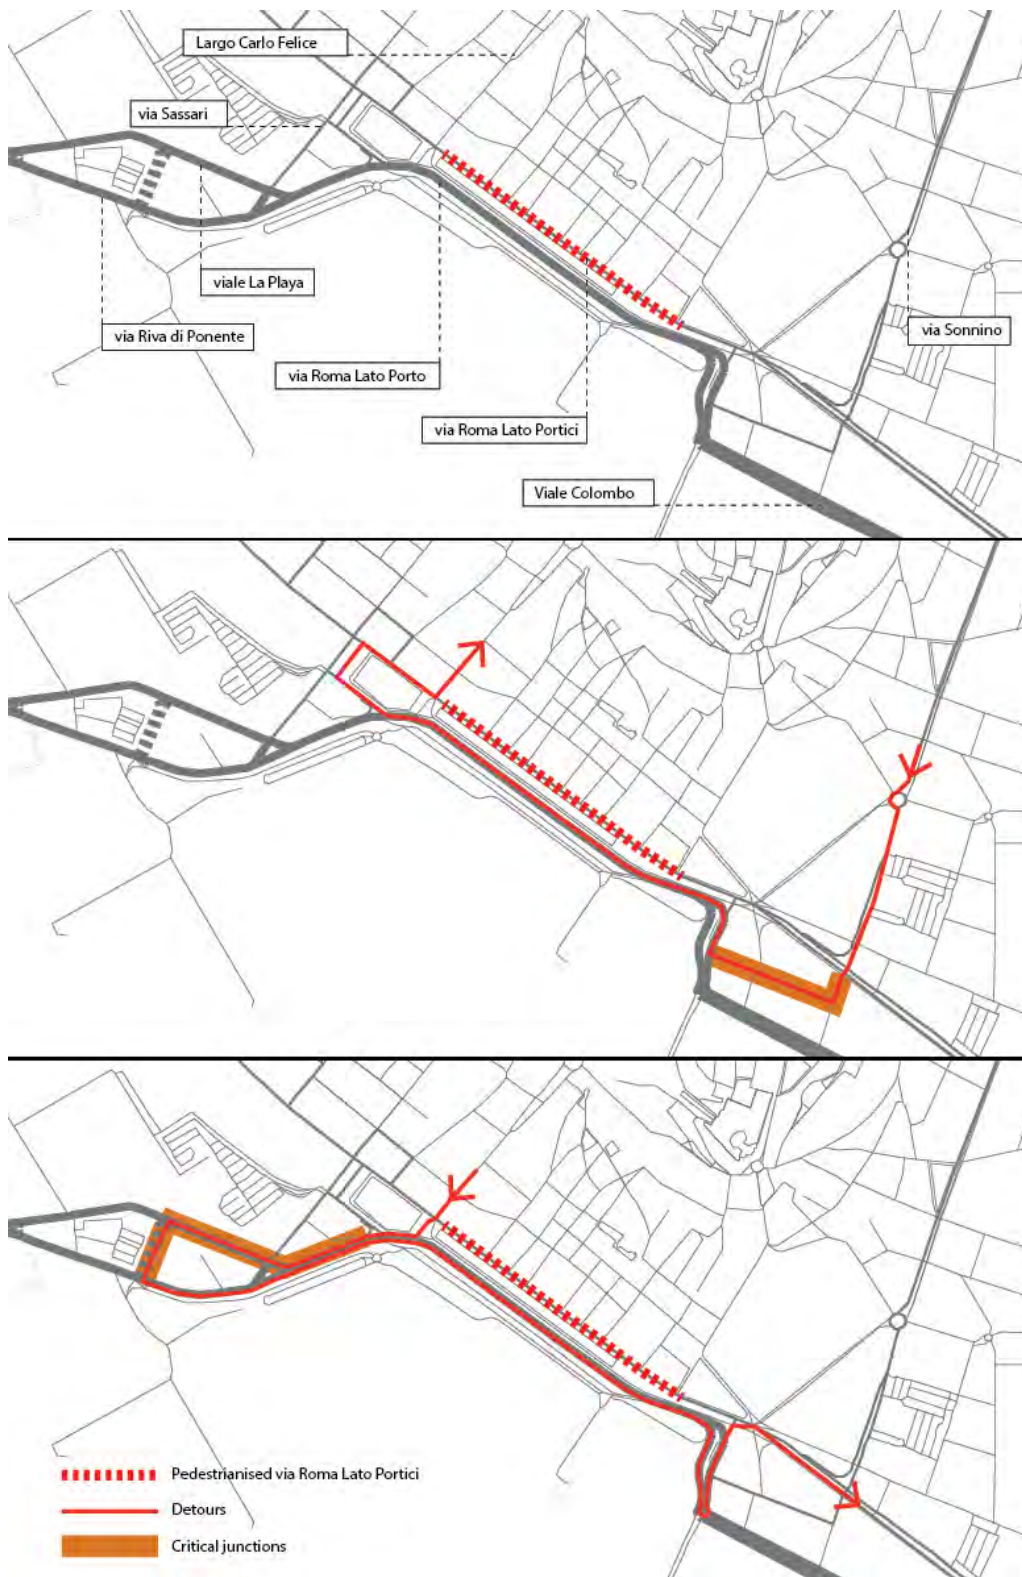 Largo Carlo Felice
via Sassari
viale La Playa
via Riva di Ponente
via Sonnino
via Roma Lato Porto
via Roma Lato Portici
Viale Colombo
Pedestrianised via Roma Lato Portici
Detours
Critical junctions